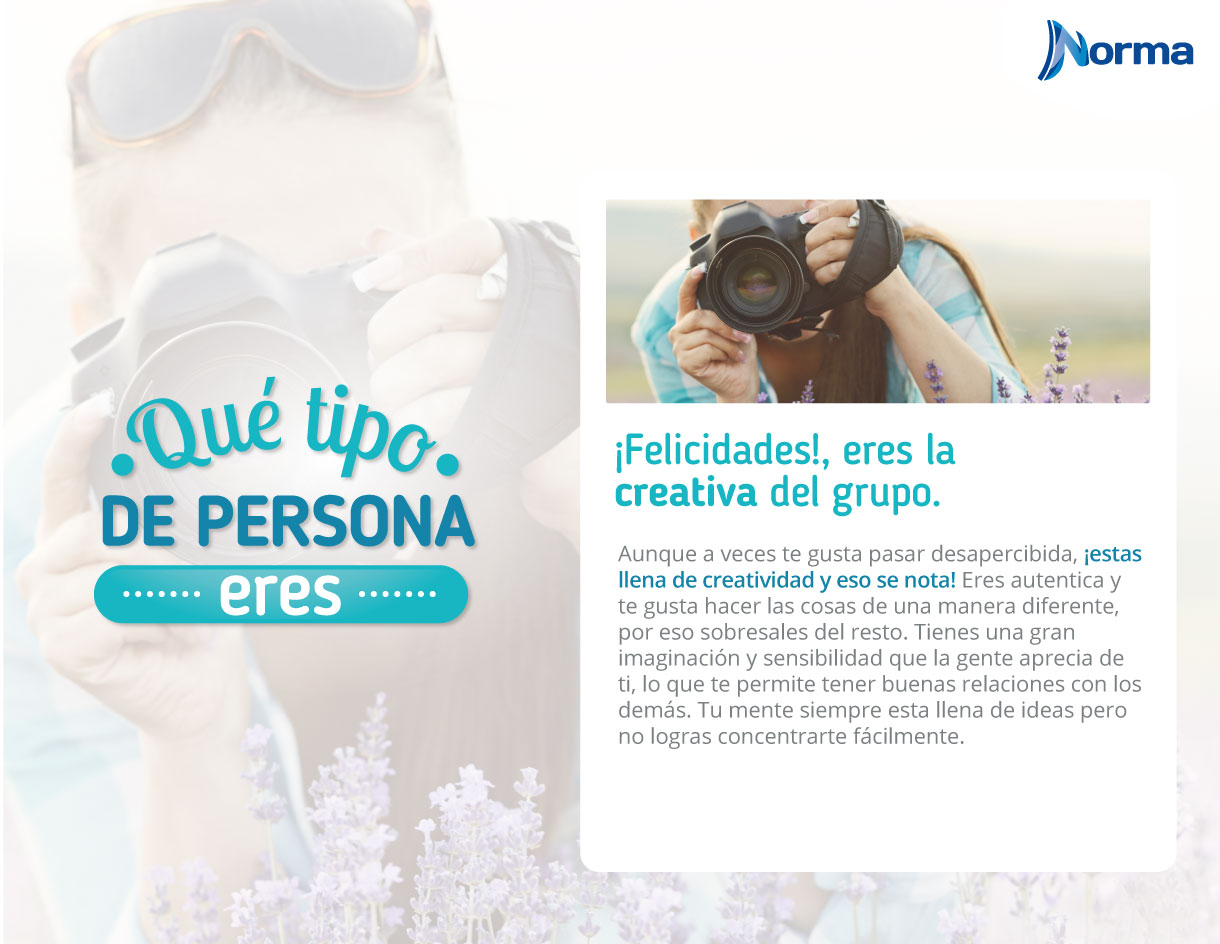 Norma
Qué tipo
DE PERSONA
eres
¡Felicidades!, eres la
creativa del grupo.
Aunque a veces te gusta pasar desapercibida, ¡estas
llena de creatividad y eso se nota! Eres autentica y
te gusta hacer las cosas de una manera diferente,
por eso sobresales del resto. Tienes una gran
imaginación y sensibilidad que la gente aprecia de
ti, lo que te permite tener buenas relaciones con los
demás. Tu mente siempre esta llena de ideas pero
no logras concentrarte fácilmente.